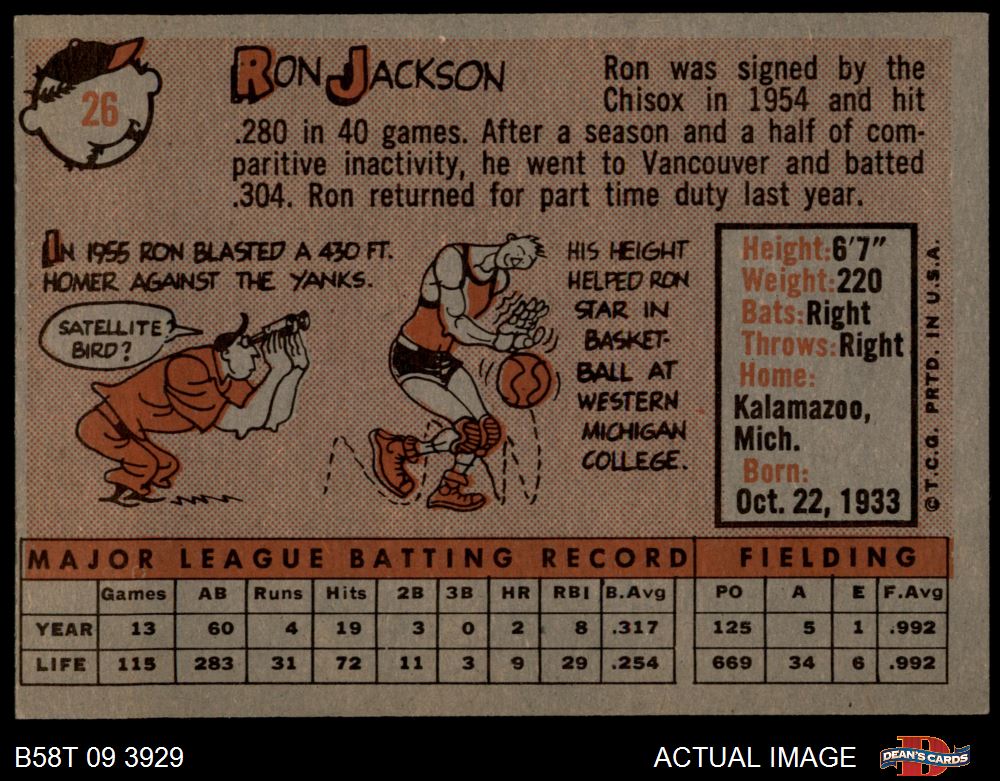 26
RON JACKSON
Ron was signed by the
Chisox in 1954 and hit
.280 in 40 games. After a season and a half of com-
paritive inactivity, he went to Vancouver and batted
.304. Ron returned for part time duty last year.
IN 1955 RON BLASTED A 430 FT.
HOMER AGAINST THE YANKS.
SATELLITE?
BIRD?
HIS HEIGHT
HELPED RON
STAR IN
BASKET-
BALL AT
WESTERN
MICHIGAN
COLLEGE.
Height: 6'7"
Weight: 220
Bats: Right
Throws: Right
Home:
Kalamazoo,
Mich.
Born:
Oct. 22, 1933
© T.C.G. PRTD. IN U.S.A.
MAJOR LEAGUE BATTING RECORD FIELDING
Games AB Runs Hits 2B 3B HR RBI B.Avg PO A E F.Avg
YEAR 13 60 4 19 3 0 2 8 .317 125 5 1 .992
LIFE 115 283 31 72 11 3 9 29 .254 669 34 6 .992
B58T 09 3929 ACTUAL IMAGE DEAN'S CARDS